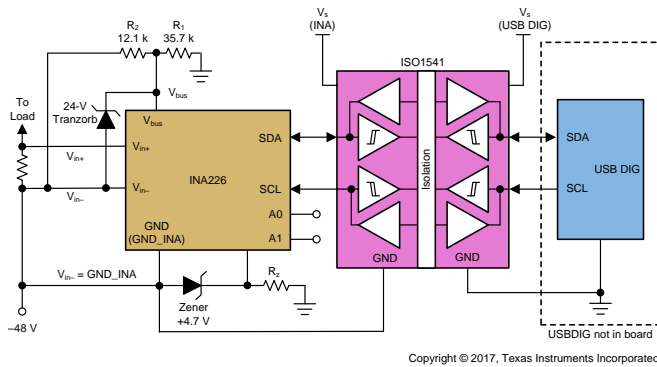 R2
12.1 k
R1
35.7 k
Vs
(INA)
Vs
(USB DIG)
ISO1541
To
Load
24-V
Tranzorb
Vbus
Vbus
Vin+
Vin+
Vin–
Vin–
INA226
SDA
SCL
A0
A1
GND
(GND_INA)
Isolation
GND
GND
SDA
SCL
USB DIG
Vin– = GND_INA
Zener
+4.7 V
Rz
–48 V
USBDIG not in board
Copyright © 2017, Texas Instruments Incorporated